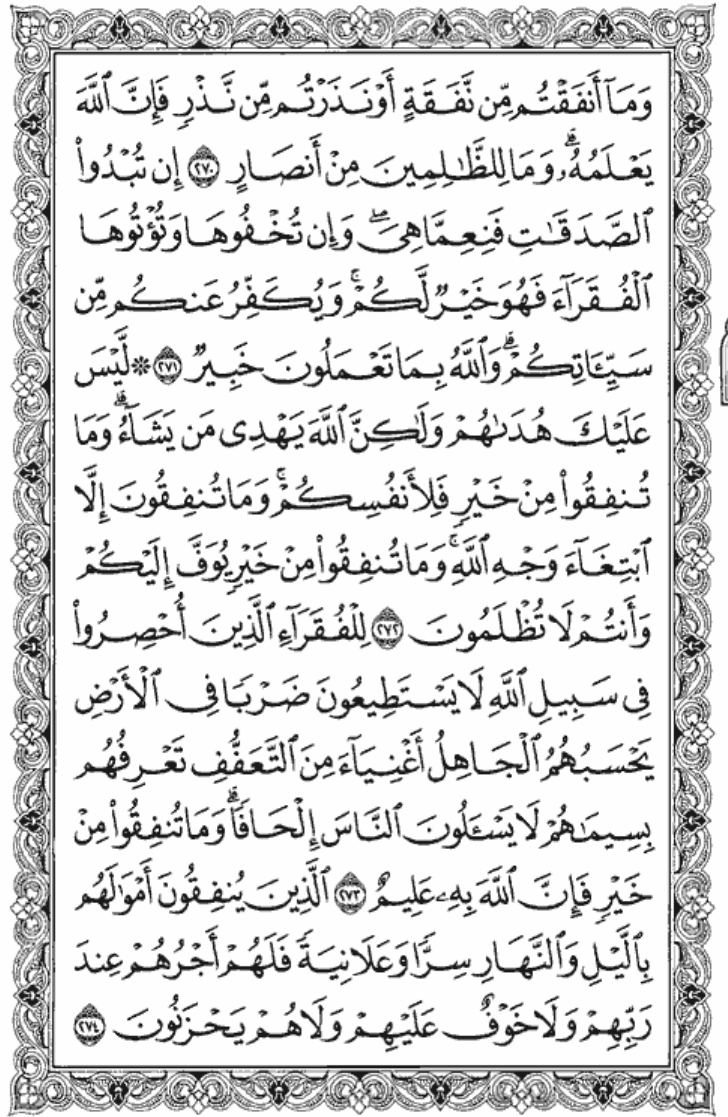 وَمَآ أَنفَقۡتُم مِّن نَّفَقَةٍ أَوۡ نَذَرۡتُم مِّن نَّذۡرٖ فَإِنَّ ٱللَّهَ
يَعۡلَمُهُۥۗ وَمَا لِلظَّـٰلِمِينَ مِنۡ أَنصَارٍ ٢٧٠ إِن تُبۡدُواْ
ٱلصَّدَقَٰتِ فَنِعِمَّا هِيَۖ وَإِن تُخۡفُوهَا وَتُؤۡتُوهَا
ٱلۡفُقَرَآءَ فَهُوَ خَيۡرٞ لَّكُمۡۚ وَيُكَفِّرُ عَنكُم مِّن
سَيِّـَٔاتِكُمۡۗ وَٱللَّهُ بِمَا تَعۡمَلُونَ خَبِيرٞ ٢٧١ ۞ لَّيۡسَ
عَلَيۡكَ هُدَىٰهُمۡ وَلَٰكِنَّ ٱللَّهَ يَهۡدِي مَن يَشَآءُۗ وَمَا
تُنفِقُواْ مِنۡ خَيۡرٖ فَلِأَنفُسِكُمۡۚ وَمَا تُنفِقُونَ إِلَّا
ٱبۡتِغَآءَ وَجۡهِ ٱللَّهِۚ وَمَا تُنفِقُواْ مِنۡ خَيۡرٖ يُوَفَّ إِلَيۡكُمۡ
وَأَنتُمۡ لَا تُظۡلَمُونَ ٢٧٢ لِلۡفُقَرَآءِ ٱلَّذِينَ أُحۡصِرُواْ
فِي سَبِيلِ ٱللَّهِ لَا يَسۡتَطِيعُونَ ضَرۡبٗا فِي ٱلۡأَرۡضِ
يَحۡسَبُهُمُ ٱلۡجَاهِلُ أَغۡنِيَآءَ مِنَ ٱلتَّعَفُّفِ تَعۡرِفُهُم
بِسِيمَٰهُمۡ لَا يَسۡـَٔلُونَ ٱلنَّاسَ إِلۡحَافٗاۗ وَمَا تُنفِقُواْ مِنۡ
خَيۡرٖ فَإِنَّ ٱللَّهَ بِهِۦ عَلِيمٌ ٢٧٣ ٱلَّذِينَ يُنفِقُونَ أَمۡوَٰلَهُم
بِٱلَّيۡلِ وَٱلنَّهَارِ سِرّٗا وَعَلَانِيَةٗ فَلَهُمۡ أَجۡرُهُمۡ عِندَ
رَبِّهِمۡ وَلَا خَوۡفٌ عَلَيۡهِمۡ وَلَا هُمۡ يَحۡزَنُونَ ٢٧٤